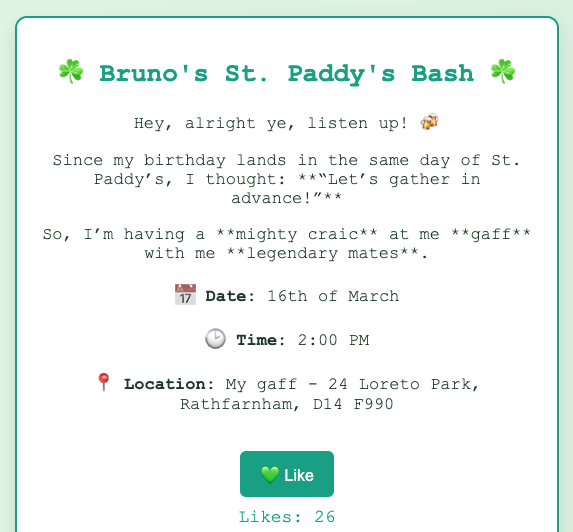 ☘️ Bruno's St. Paddy's Bash ☘️
Hey, alright ye, listen up! 🍻
Since my birthday lands in the same day of St.
Paddy’s, I thought: **“Let’s gather in
advance!”**
So, I’m having a **mighty craic** at me **gaff**
with me **legendary mates**.
📅 Date: 16th of March
🕑 Time: 2:00 PM
📍 Location: My gaff - 24 Loreto Park,
Rathfarnham, D14 F990
💚 Like
Likes: 26